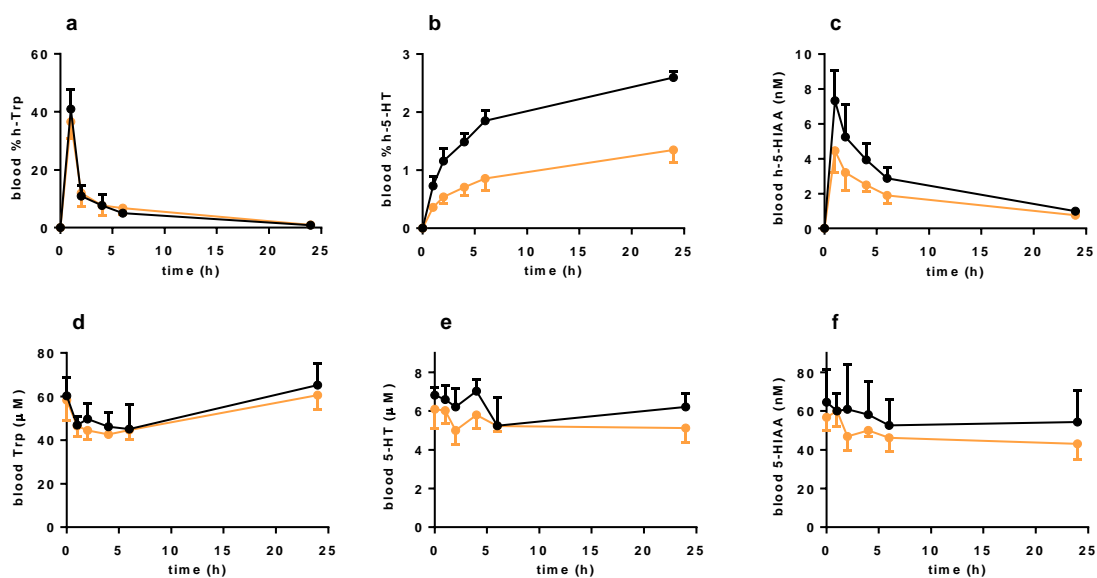 a
60
40
20
0
blood %h-Trp
0 5 10 15 20 25
time (h)
b
3
2
1
0
blood %h-5-HT
0 5 10 15 20 25
time (h)
c
10
8
6
4
2
0
blood h-5-HIAA (nM)
0 5 10 15 20 25
time (h)
d
80
60
40
20
0
blood Trp (µM)
0 5 10 15 20 25
time (h)
e
8
6
4
2
0
blood 5-HT (µM)
0 5 10 15 20 25
time (h)
f
80
60
40
20
0
blood 5-HIAA (nM)
0 5 10 15 20 25
time (h)